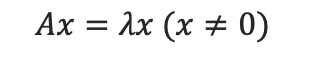 Ax = λx (x ≠ 0)